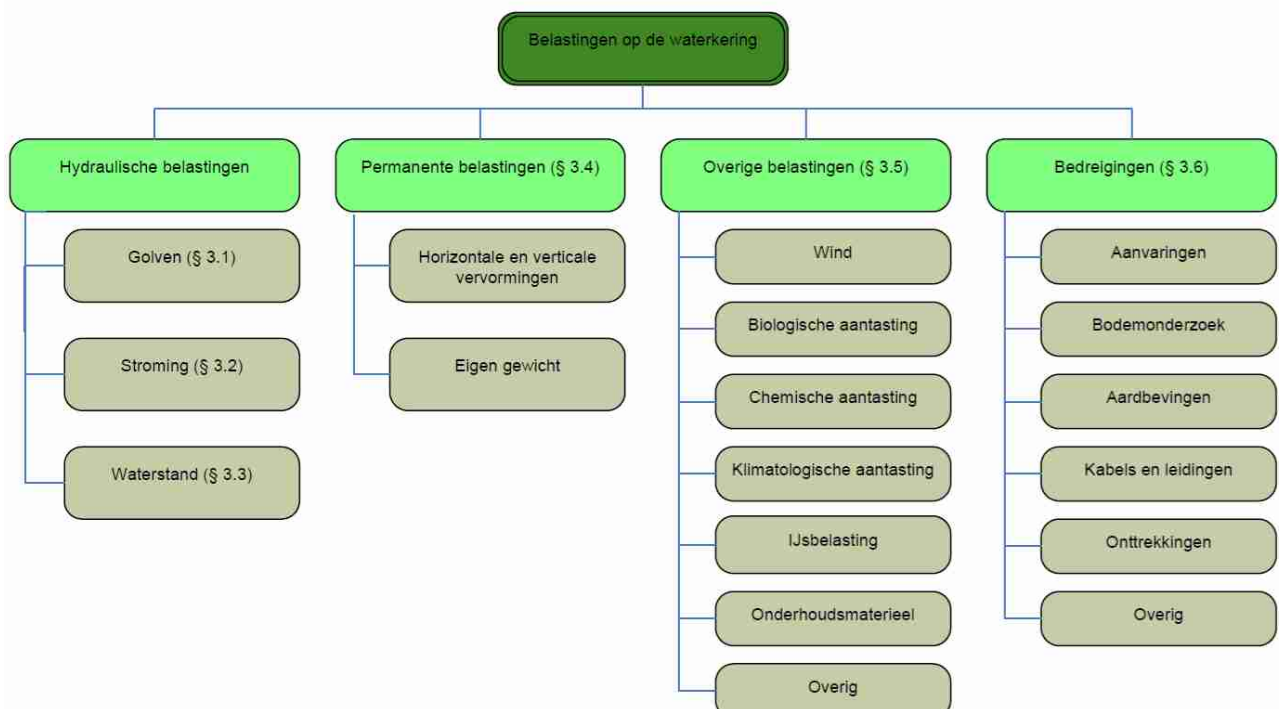 Belastingen op de waterkering
Hydraulische belastingen
Golven (§ 3.1)
Stroming (§ 3.2)
Waterstand (§ 3.3)
Permanente belastingen (§ 3.4)
Horizontale en verticale
vervormingen
Eigen gewicht
Overige belastingen (§ 3.5)
Wind
Biologische aantasting
Chemische aantasting
Klimatologische aantasting
IJsbelasting
Onderhoudsmaterieel
Overig
Bedreigingen (§ 3.6)
Aanvaringen
Bodemonderzoek
Aardbevingen
Kabels en leidingen
Onttrekkingen
Overig